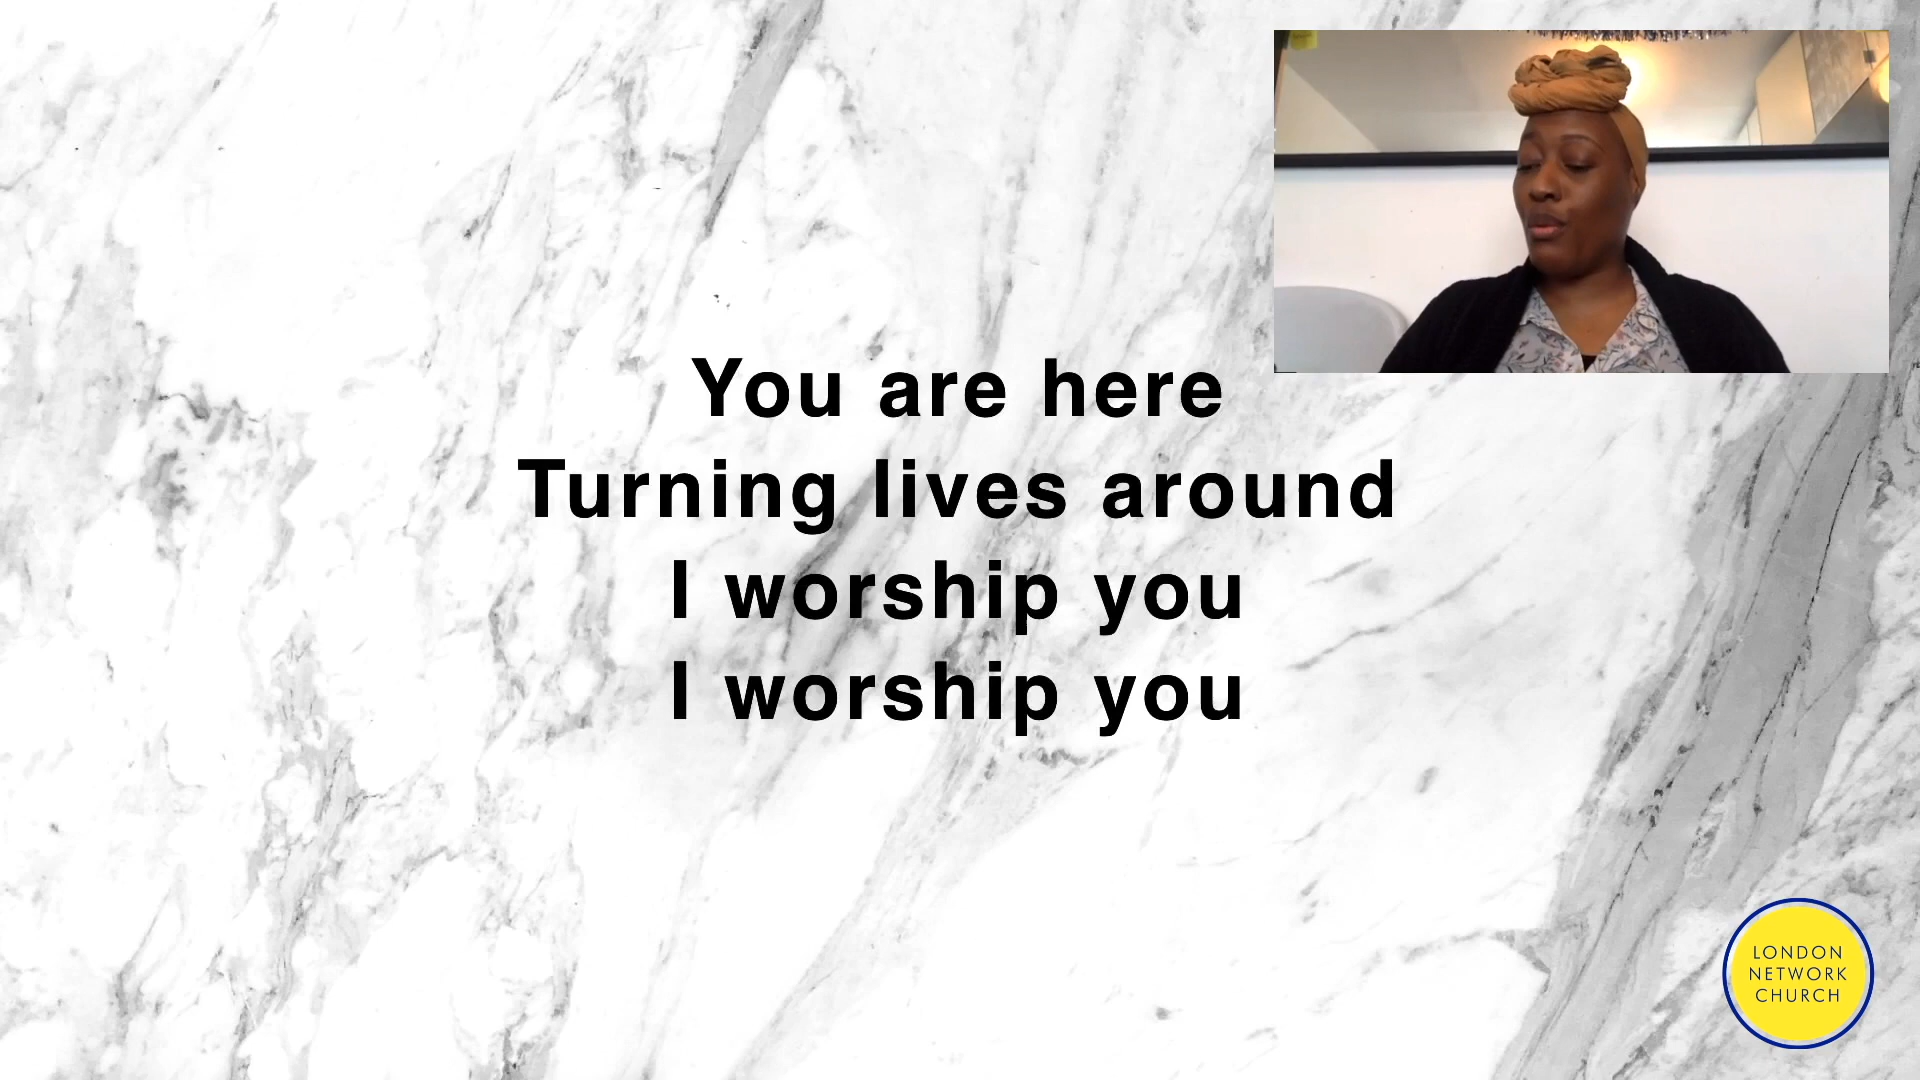 You are here
Turning lives around
I worship you
I worship you
LONDON
NETWORK
CHURCH